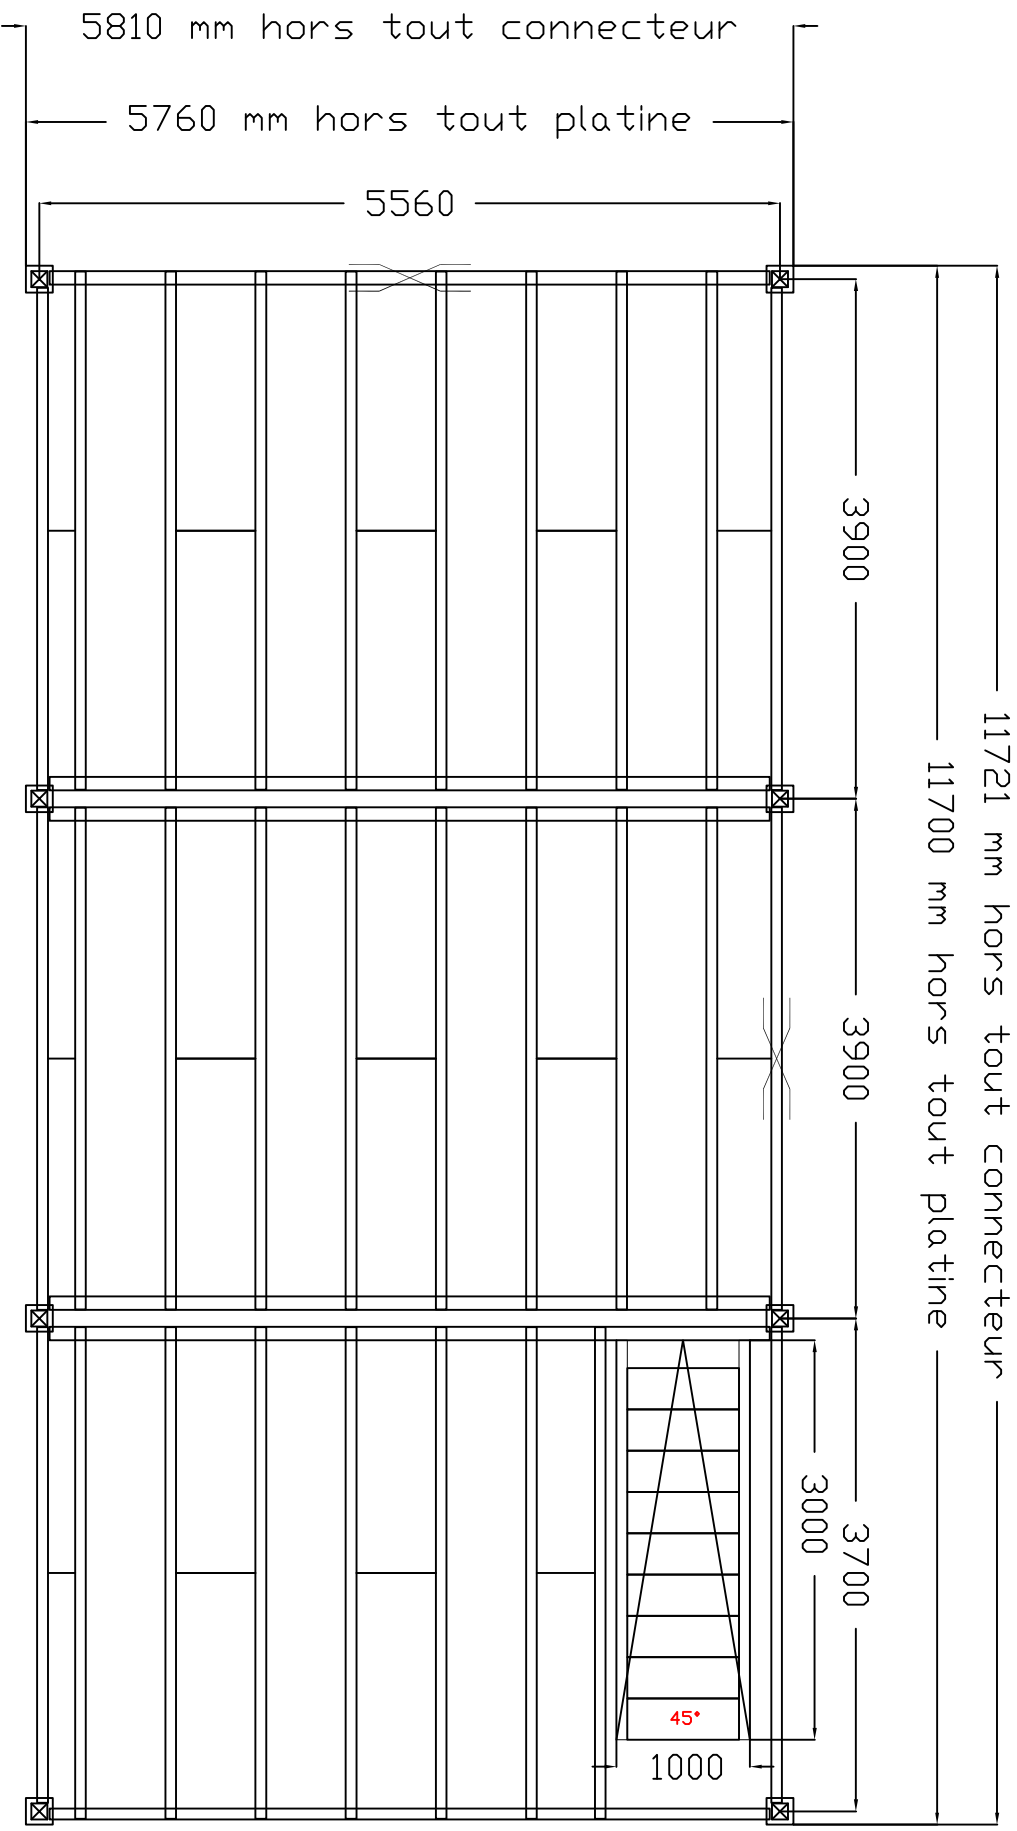 5810 mm hors tout connecteur
5760 mm hors tout platine
5560
3900
3900
3700
3000
11700 mm hors tout platine
11721 mm hors tout connecteur
45°
1000